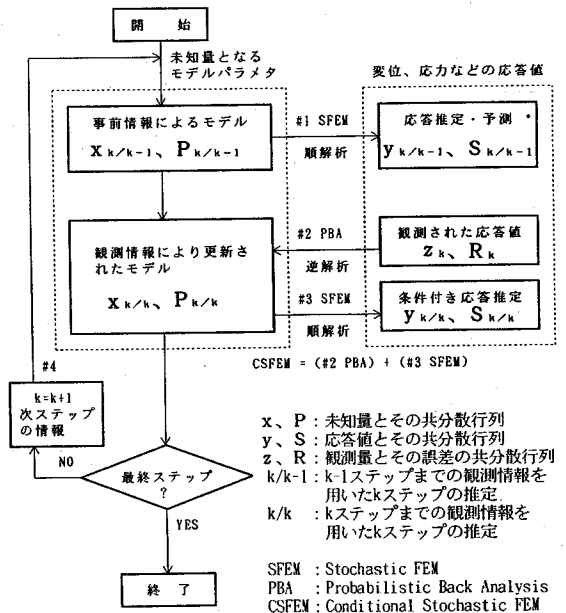 開 始
未知量となる
モデルパラメタ
変位、応力などの応答値
事前情報によるモデル
x k/k-1、P k/k-1
#1 SFEM
順解析
応答推定・予測 *
y k/k-1、S k/k-1
観測情報により更新さ
れたモデル
x k/k、P k/k
#2 PBA
逆解析
観測された応答値
z k、R k
#3 SFEM
順解析
条件付き応答推定
y k/k、S k/k
CSFEM = (#2 PBA) + (#3 SFEM)
#4
k=k+1
次ステップ
の情報
NO
最終ステップ
?
YES
終 了
x、P : 未知量とその共分散行列
y、S : 応答値とその共分散行列
z、R : 観測量とその誤差の共分散行列
k/k-1 : k-1ステップまでの観測情報を
用いたkステップの推定
k/k : kステップまでの観測情報を
用いたkステップの推定
SFEM : Stochastic FEM
PBA : Probabilistic Back Analysis
CSFEM : Conditional Stochastic FEM